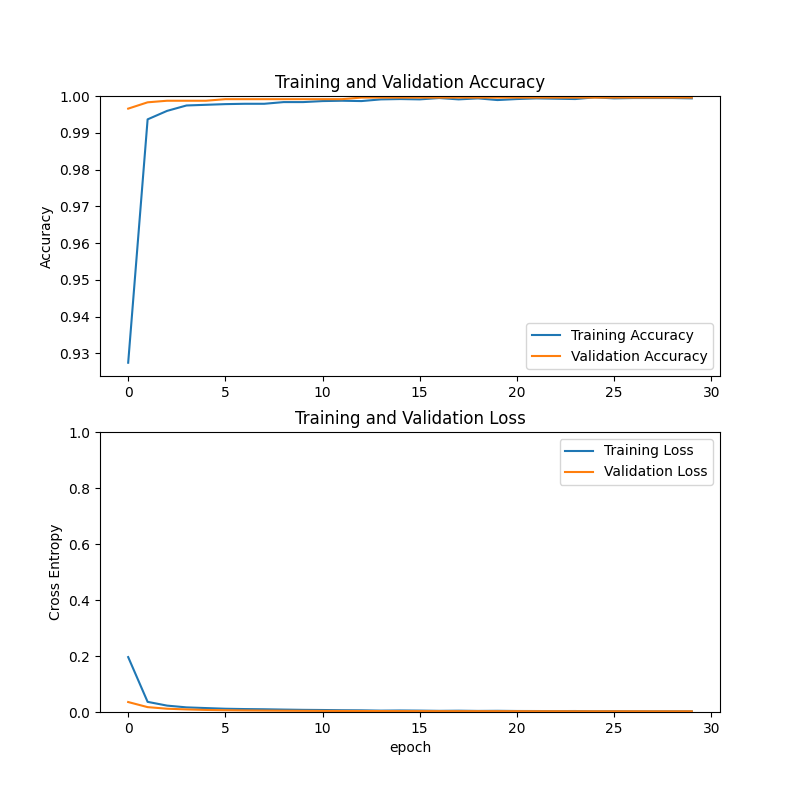 Training and Validation Accuracy
1.00
0.99
0.98
0.97
0.96
0.95
0.94
0.93
Accuracy
Training Accuracy
Validation Accuracy
0 5 10 15 20 25 30
Training and Validation Loss
1.0
0.8
0.6
0.4
0.2
0.0
Cross Entropy
Training Loss
Validation Loss
0 5 10 15 20 25 30
epoch